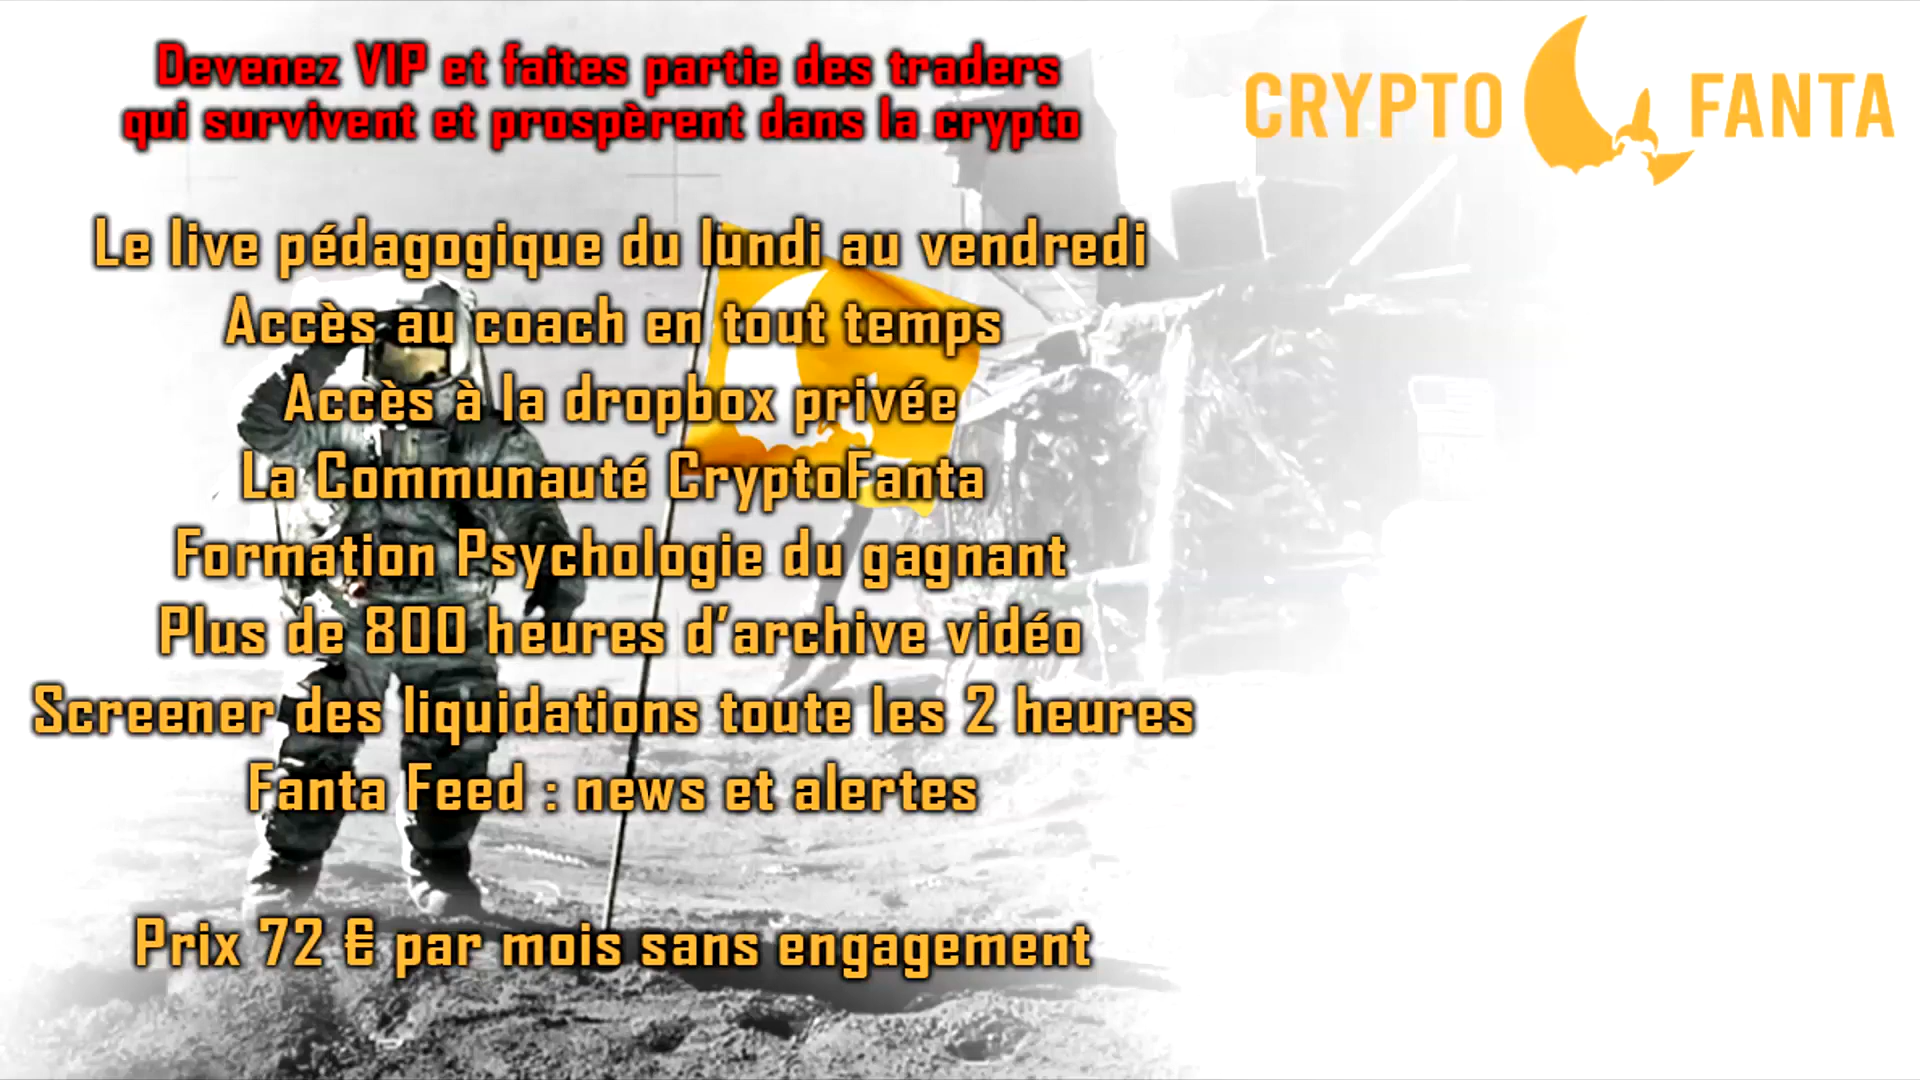 Devenez VIP et faites partie des traders
qui survivent et prospèrent dans la crypto
CRYPTO FANTA
Le live pédagogique du lundi au vendredi
Accès au coach en tout temps
Accès à la dropbox privée
La Communauté CryptoFanta
Formation Psychologie du gagnant
Plus de 800 heures d’archive vidéo
Screener des liquidations toute les 2 heures
Fanta Feed : news et alertes
Prix 72 € par mois sans engagement